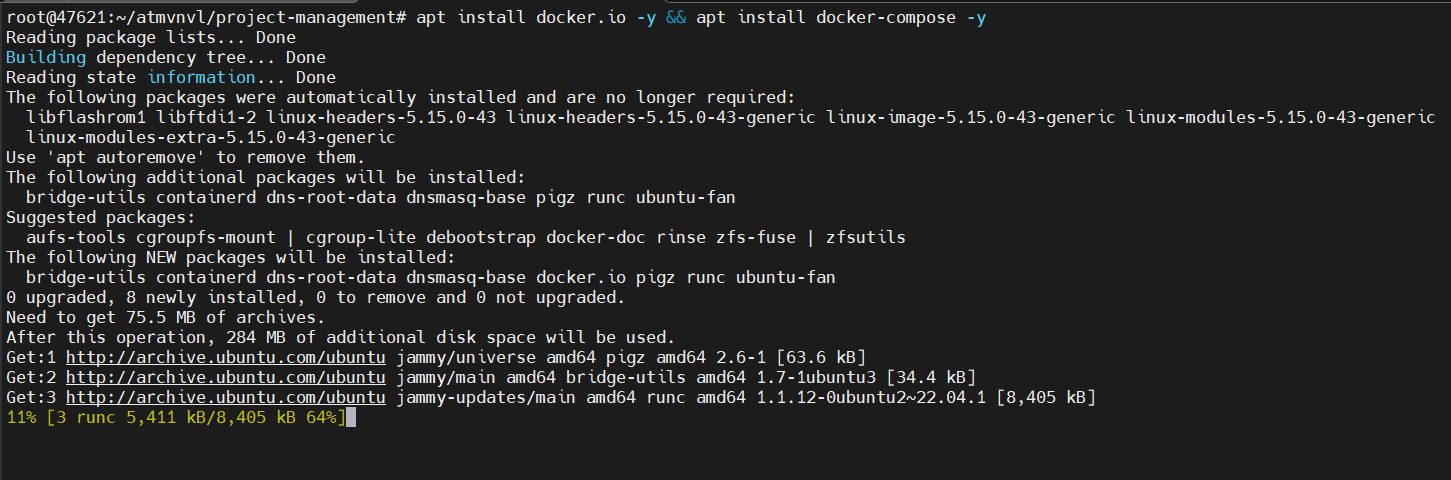 root@47621:~/atmvnvl/project-management# apt install docker.io -y && apt install docker-compose -y
Reading package lists... Done
Building dependency tree... Done
Reading state information... Done
The following packages were automatically installed and are no longer required:
  libflashrom1 libftdi1-2 linux-headers-5.15.0-43 linux-headers-5.15.0-43-generic linux-image-5.15.0-43-generic linux-modules-5.15.0-43-generic
  linux-modules-extra-5.15.0-43-generic
Use 'apt autoremove' to remove them.
The following additional packages will be installed:
  bridge-utils containerd dns-root-data dnsmasq-base pigz runc ubuntu-fan
Suggested packages:
  aufs-tools cgroupfs-mount | cgroup-lite debootstrap docker-doc rinse zfs-fuse | zfsutils
The following NEW packages will be installed:
  bridge-utils containerd dns-root-data dnsmasq-base docker.io pigz runc ubuntu-fan
0 upgraded, 8 newly installed, 0 to remove and 0 not upgraded.
Need to get 75.5 MB of archives.
After this operation, 284 MB of additional disk space will be used.
Get:1 http://archive.ubuntu.com/ubuntu jammy/universe amd64 pigz amd64 2.6-1 [63.6 kB]
Get:2 http://archive.ubuntu.com/ubuntu jammy/main amd64 bridge-utils amd64 1.7-1ubuntu3 [34.4 kB]
Get:3 http://archive.ubuntu.com/ubuntu jammy-updates/main amd64 runc amd64 1.1.12-0ubuntu2~22.04.1 [8,405 kB]
11% [3 runc 5,411 kB/8,405 kB 64%]